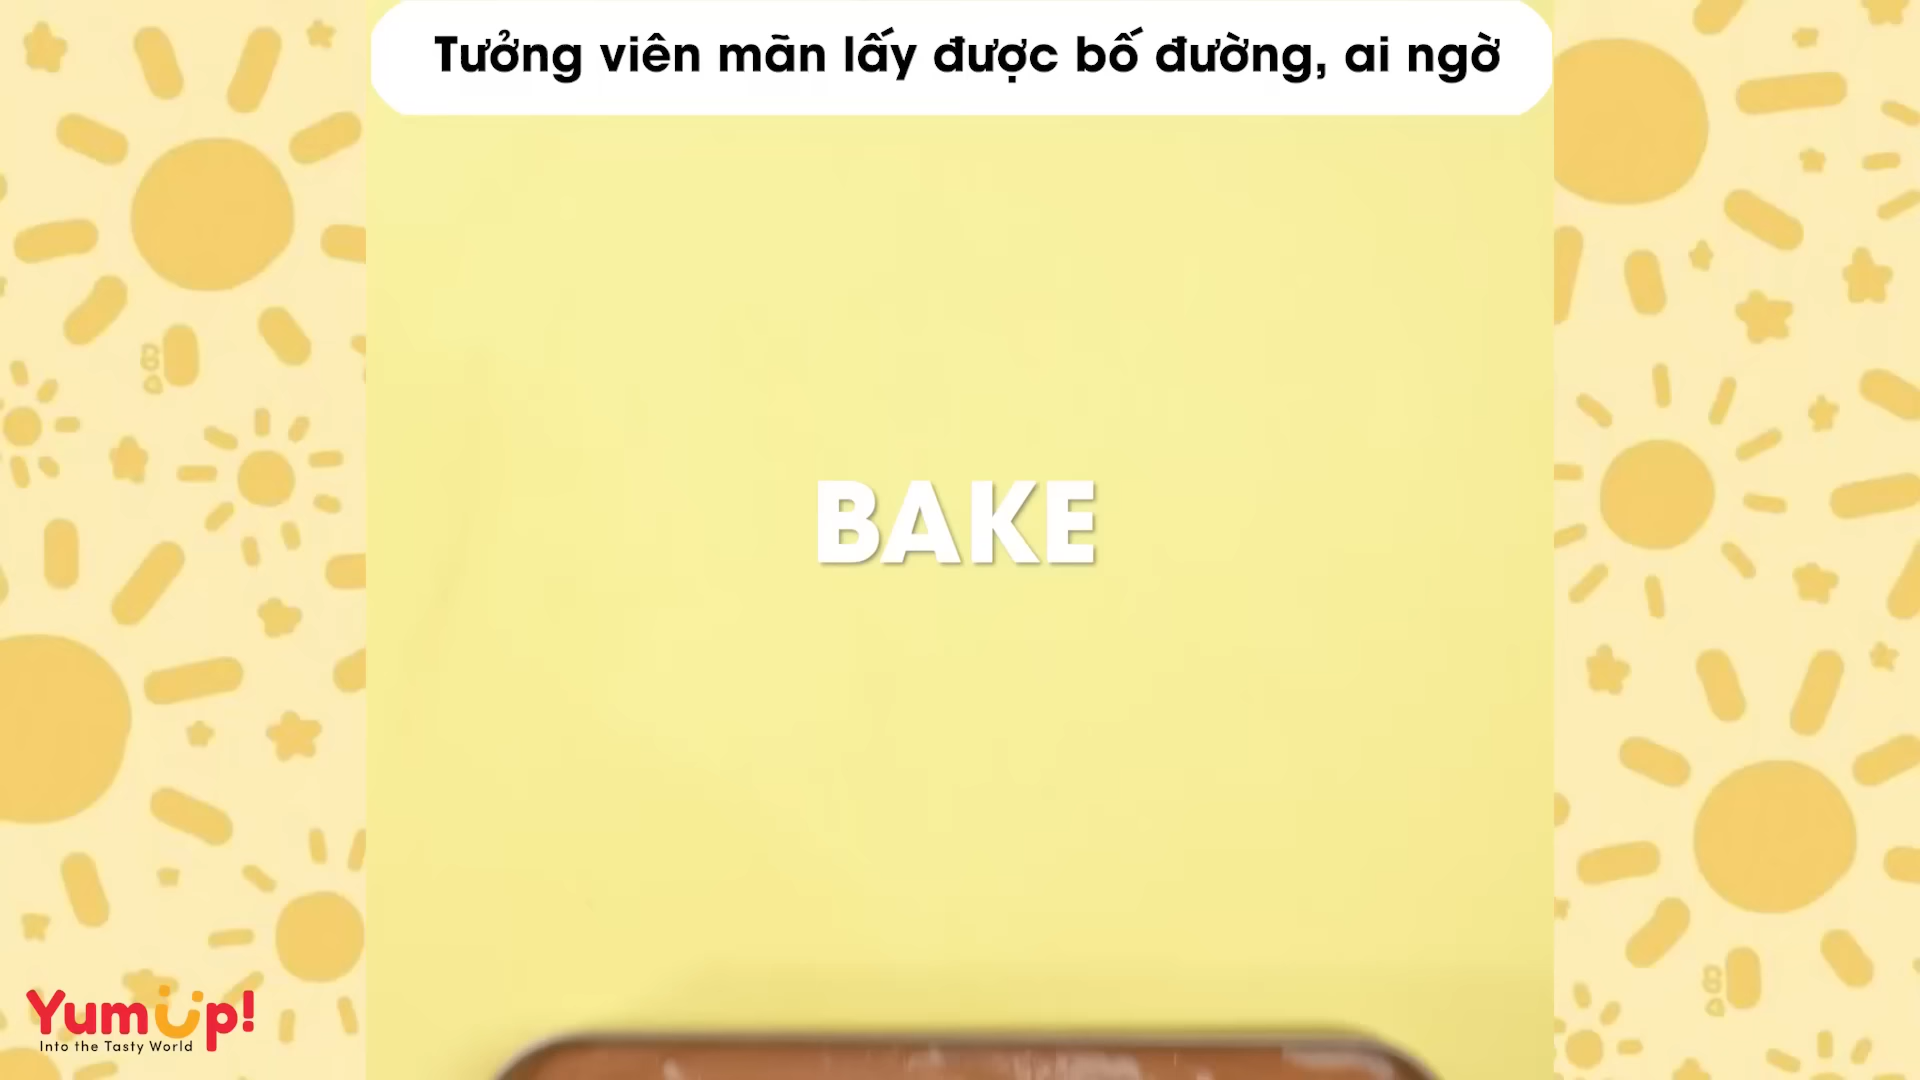 Tưởng viên mãn lấy được bố đường, ai ngờ
BAKE
YumUp!
Into the Tasty World